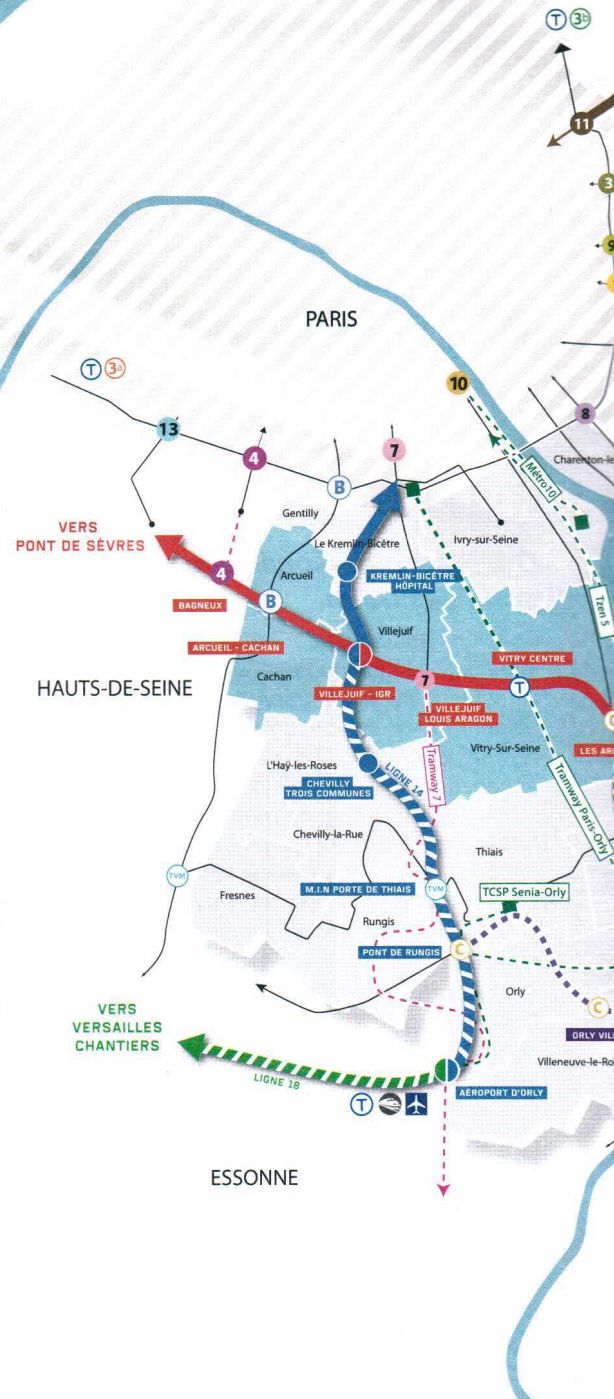 T 3b
11
3
9
PARIS
T 3a
10
13
8
4
7
B
Charenton-le
Métro10
Gentilly
VERS
PONT DE SÈVRES
Le Kremlin-Bicêtre
Ivry-sur-Seine
4
Arcueil
KREMLIN-BICÊTRE
HÔPITAL
Tzen 5
BAGNEUX
B
Villejuif
ARCUEIL - CACHAN
VITRY CENTRE
HAUTS-DE-SEINE
Cachan
VILLEJUIF - IGR
7
T
VILLEJUIF
LOUIS ARAGON
Vitry-Sur-Seine
LES AR
L'Haÿ-les-Roses
LIGNE 14
Tramway 7
CHEVILLY
TROIS COMMUNES
Tramway Paris-Orly
Chevilly-la-Rue
Thiais
TVM
M.I.N PORTE DE THIAIS
TVM
TCSP Senia-Orly
Fresnes
Rungis
PONT DE RUNGIS
C
Orly
C
VERS
VERSAILLES
CHANTIERS
ORLY VILL
Villeneuve-le-Ro
LIGNE 18
AÉROPORT D'ORLY
T
ESSONNE